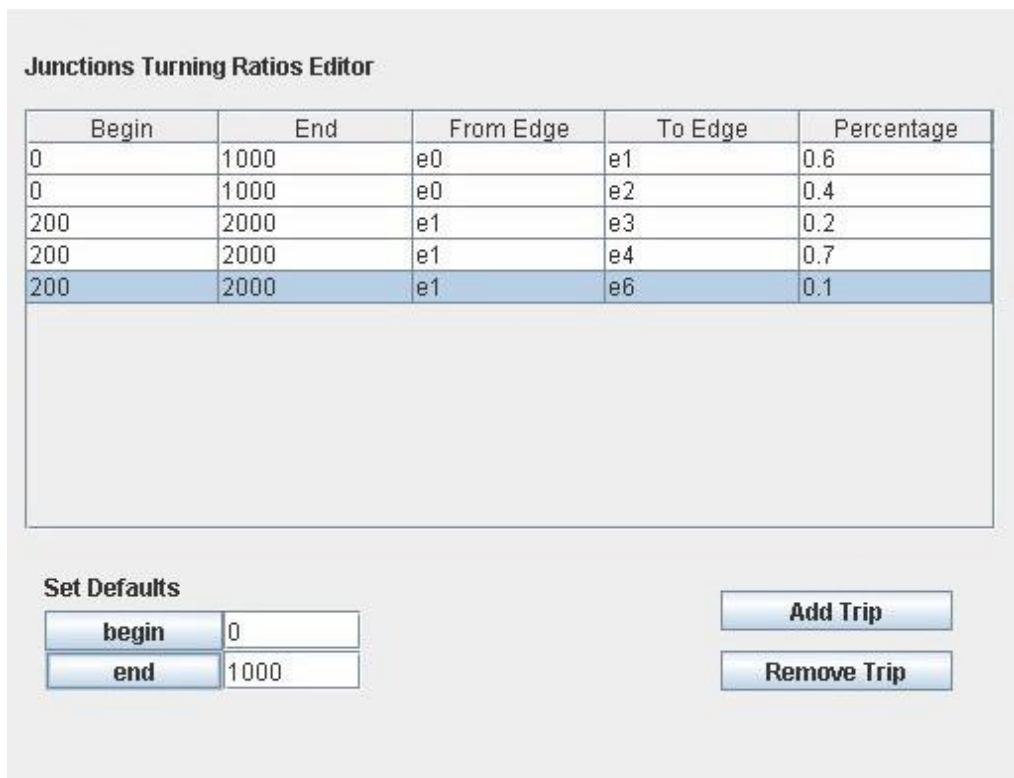 Junctions Turning Ratios Editor
Begin End From Edge To Edge Percentage
0 1000 e0 e1 0.6
0 1000 e0 e2 0.4
200 2000 e1 e3 0.2
200 2000 e1 e4 0.7
200 2000 e1 e6 0.1
Set Defaults
begin 0
end 1000
Add Trip
Remove Trip